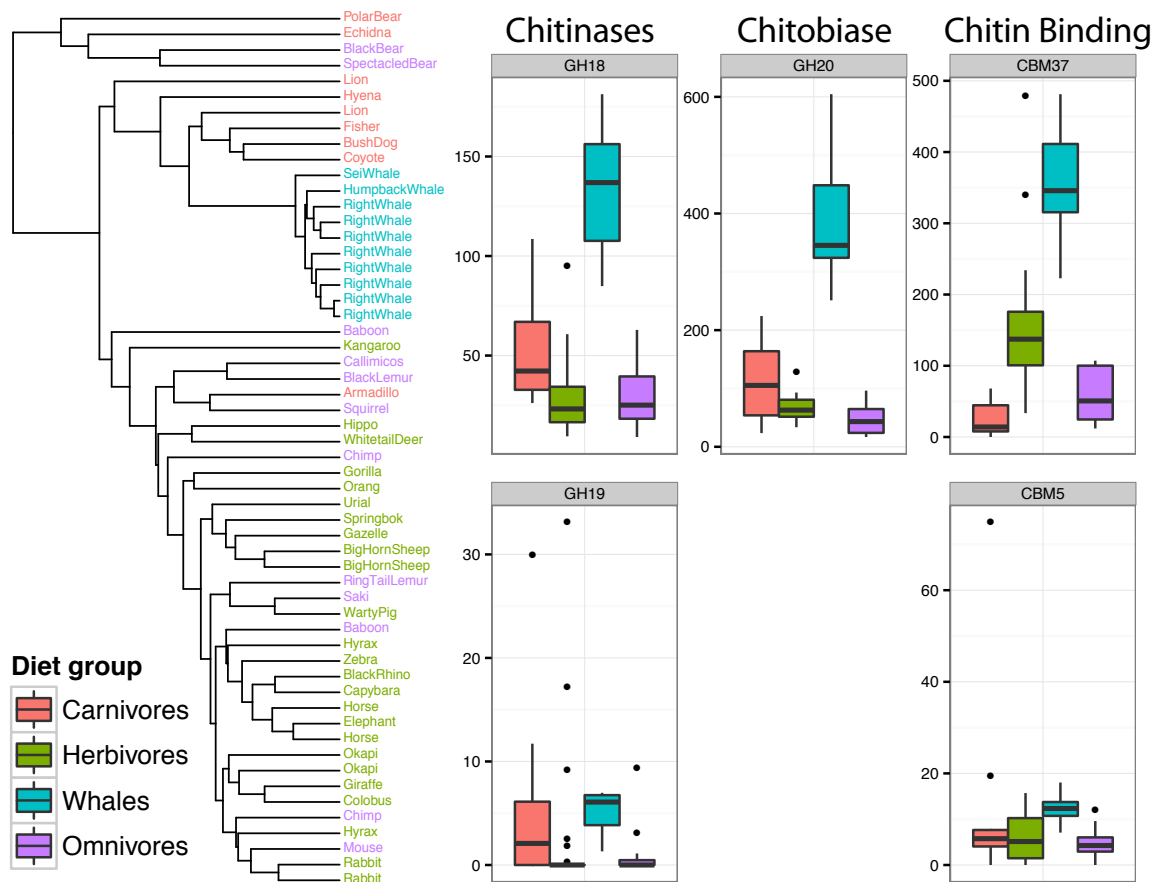 PolarBear
Echidna
BlackBear
SpectacledBear
Lion
Hyena
Lion
Fisher
BushDog
Coyote
SeiWhale
HumpbackWhale
RightWhale
RightWhale
RightWhale
RightWhale
RightWhale
RightWhale
RightWhale
RightWhale
Baboon
Kangaroo
Callimicos
BlackLemur
Armadillo
Squirrel
Hippo
WhitetailDeer
Chimp
Gorilla
Orang
Urial
Springbok
Gazelle
BigHornSheep
BigHornSheep
RingTailLemur
Saki
WartyPig
Baboon
Hyrax
Zebra
BlackRhino
Capybara
Horse
Elephant
Horse
Okapi
Okapi
Giraffe
Colobus
Chimp
Hyrax
Mouse
Rabbit
Rabbit
Diet group
Carnivores
Herbivores
Whales
Omnivores
Chitinases
GH18
150
100
50
GH19
30
20
10
0
Chitobiase
GH20
600
400
200
0
Chitin Binding
CBM37
500
400
300
200
100
0
CBM5
60
40
20
0